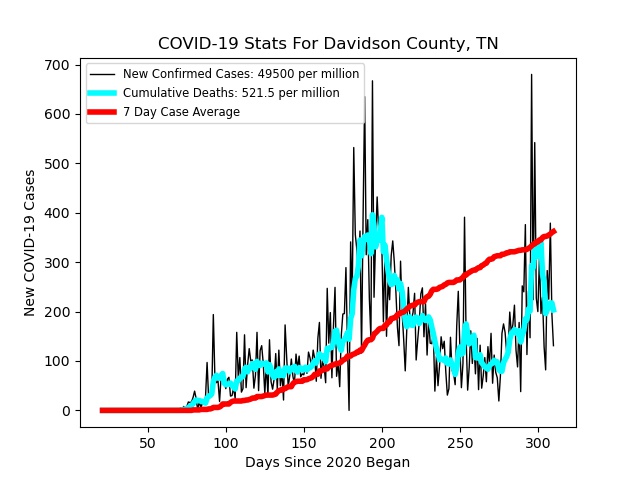 COVID-19 Stats For Davidson County, TN
New Confirmed Cases: 49500 per million
Cumulative Deaths: 521.5 per million
7 Day Case Average
700
600
500
400
300
200
100
0
New COVID-19 Cases
50 100 150 200 250 300
Days Since 2020 Began